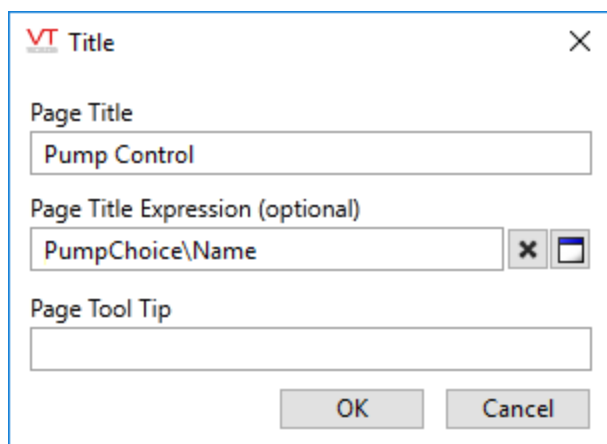 VT Title
Page Title
Pump Control
Page Title Expression (optional)
PumpChoice\Name
Page Tool Tip
OK Cancel